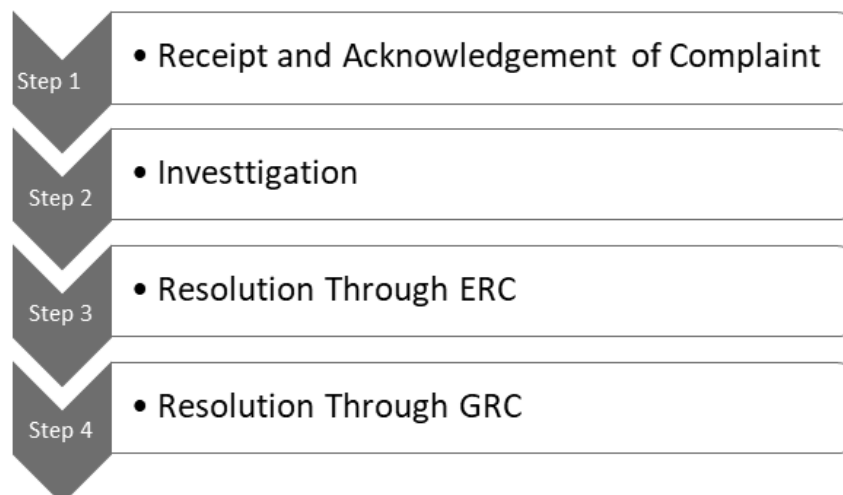 Step 1
• Receipt and Acknowledgement of Complaint
Step 2
• Investtigation
Step 3
• Resolution Through ERC
Step 4
• Resolution Through GRC